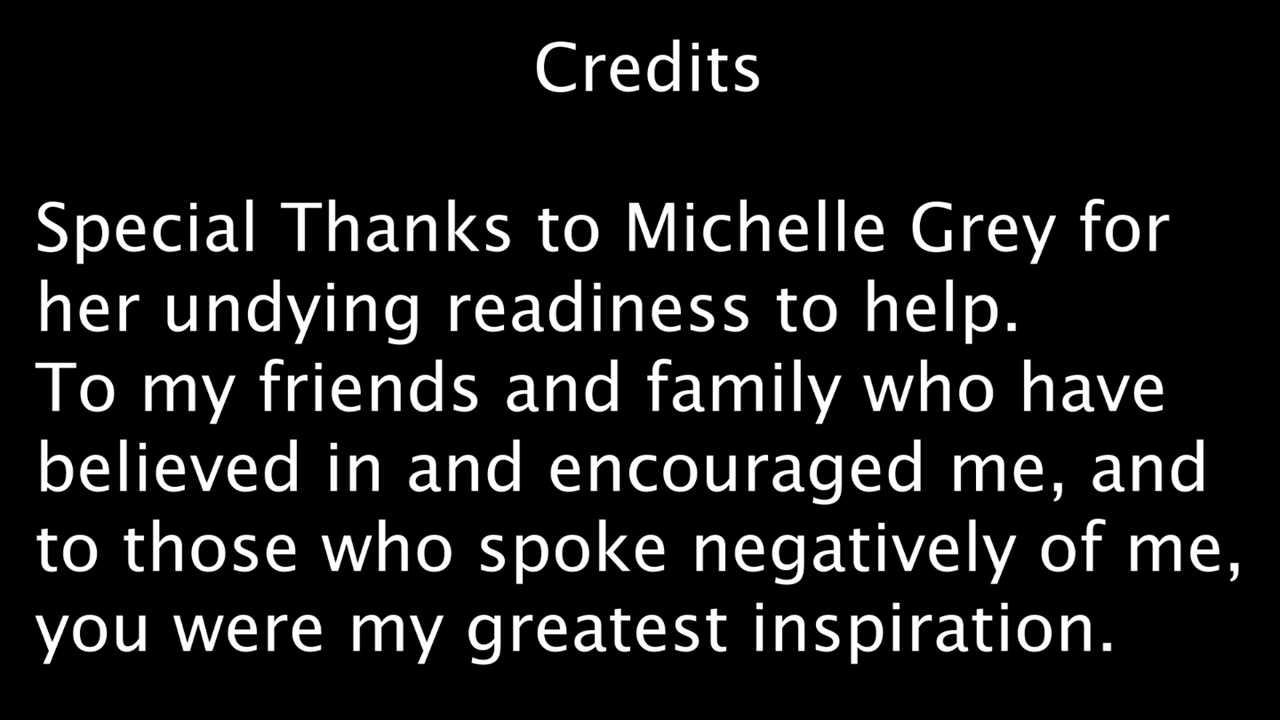 Credits
Special Thanks to Michelle Grey for
her undying readiness to help.
To my friends and family who have
believed in and encouraged me, and
to those who spoke negatively of me,
you were my greatest inspiration.